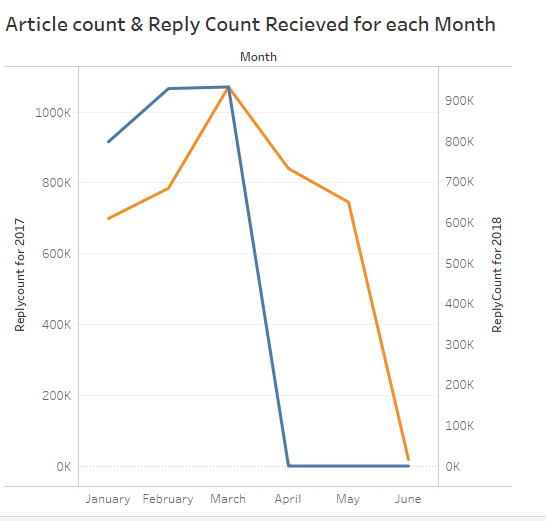 Article count & Reply Count Recieved for each Month
Month
Replycount for 2017
1000K
800K
600K
400K
200K
0K
900K
800K
700K
600K
500K
400K
300K
200K
100K
0K
ReplyCount for 2018
January February March April May June